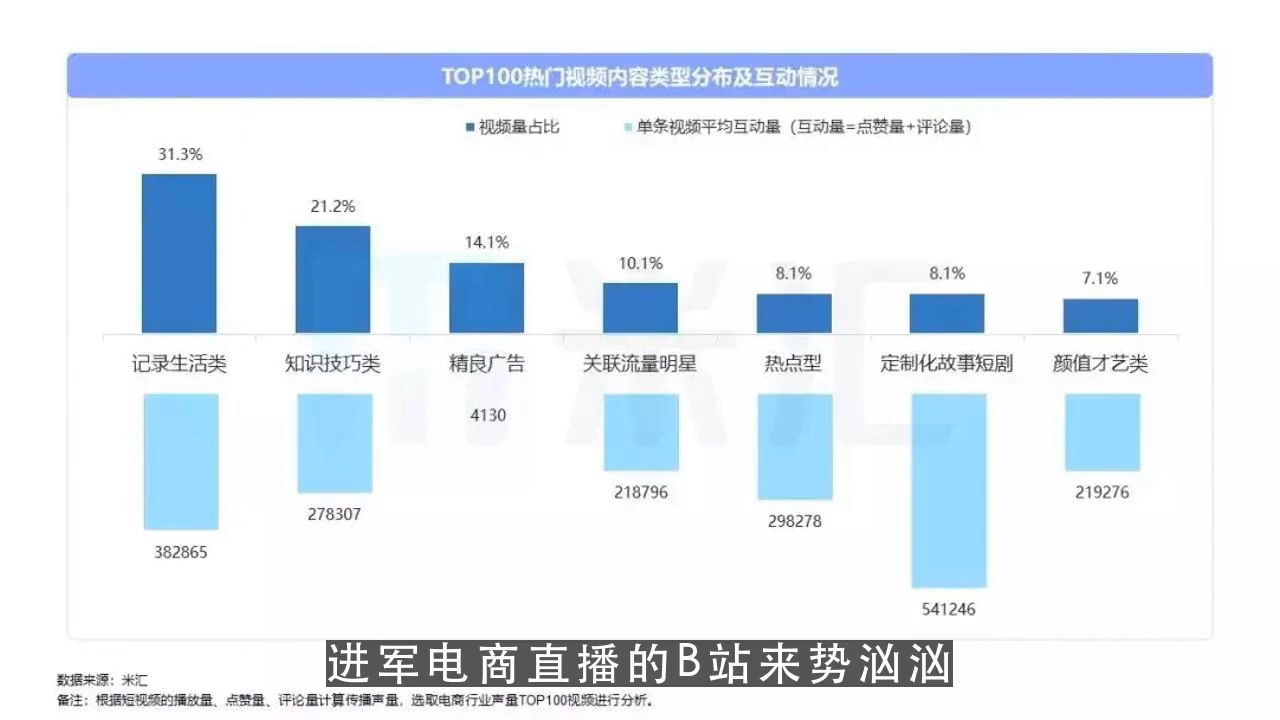 TOP100热门视频内容类型分布及互动情况
视频量占比 单条视频平均互动量（互动量=点赞量+评论量）
31.3% 21.2% 14.1% 10.1% 8.1% 8.1% 7.1%
记录生活类 知识技巧类 精良广告 关联流量明星 热点型 定制化故事短剧 颜值才艺类
382865 278307 4130 218796 298278 541246 219276
米汇
进军电商直播的B站来势汹汹
数据来源：米汇
备注：根据短视频的播放量、点赞量、评论量计算传播声量，选取电商行业声量TOP100视频进行分析。